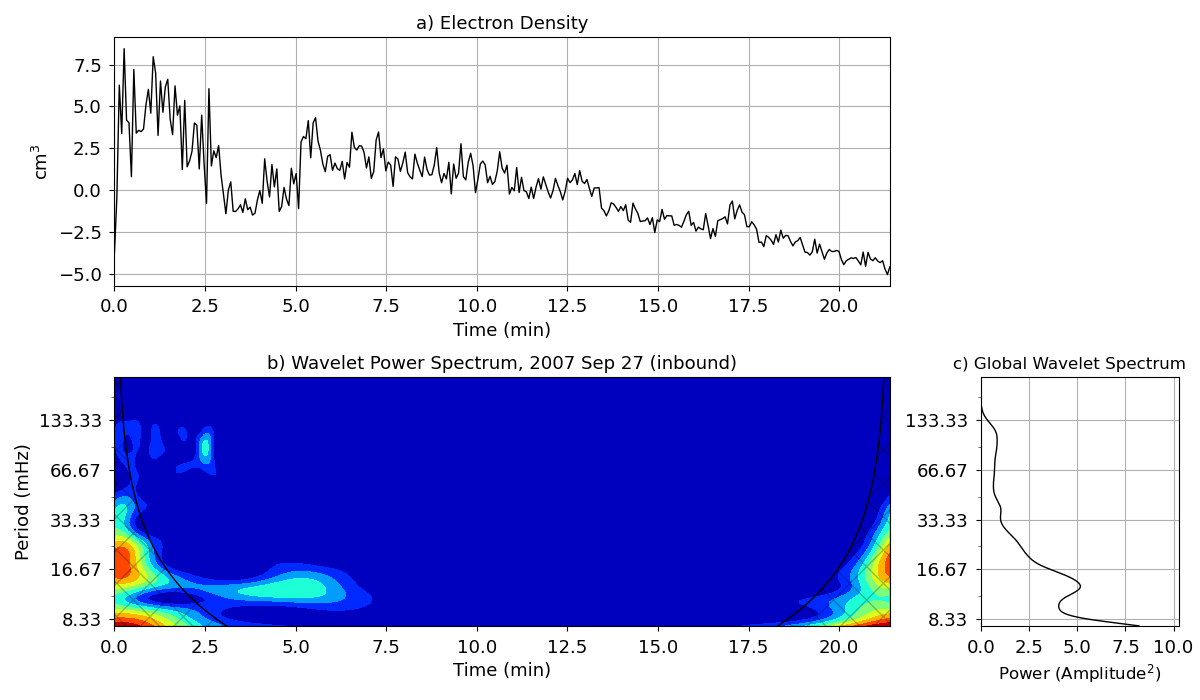 a) Electron Density
cm³
7.5
5.0
2.5
0.0
−2.5
−5.0
0.0 2.5 5.0 7.5 10.0 12.5 15.0 17.5 20.0
Time (min)
b) Wavelet Power Spectrum, 2007 Sep 27 (inbound)
Period (mHz)
133.33
66.67
33.33
16.67
8.33
0.0 2.5 5.0 7.5 10.0 12.5 15.0 17.5 20.0
Time (min)
c) Global Wavelet Spectrum
133.33
66.67
33.33
16.67
8.33
0.0 2.5 5.0 7.5 10.0
Power (Amplitude²)